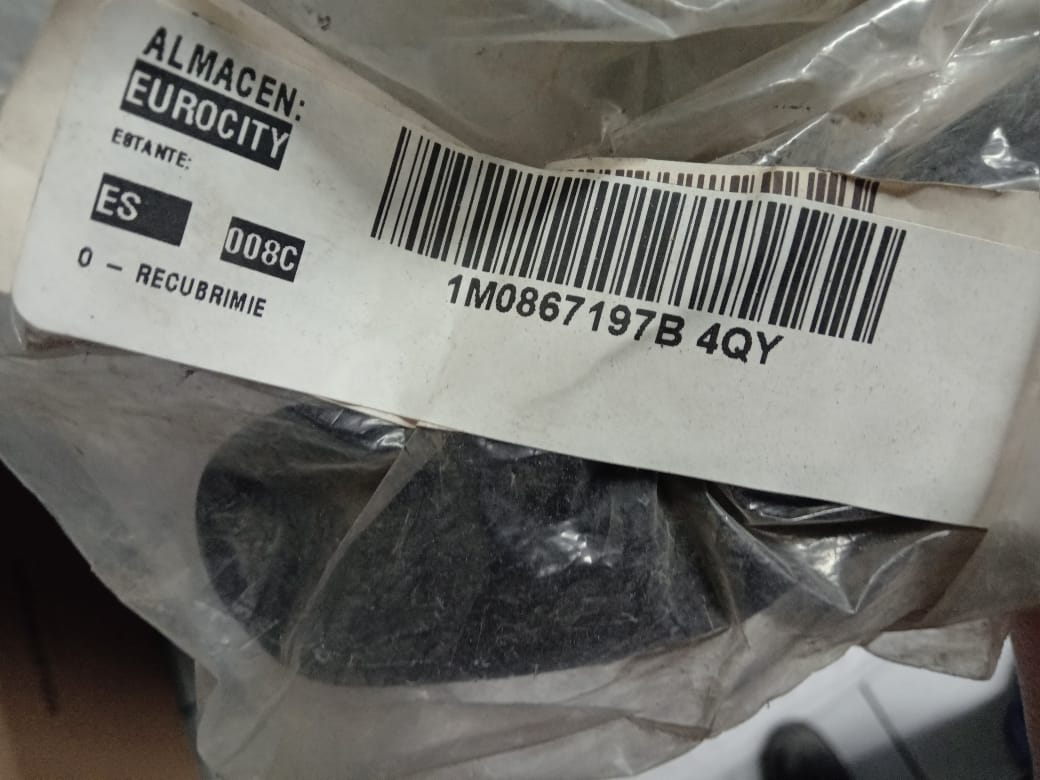 ALMACEN:
EUROCITY
ESTANTE:
ES 008C
0 - RECUBRIMIE
1M0867197B 4QY